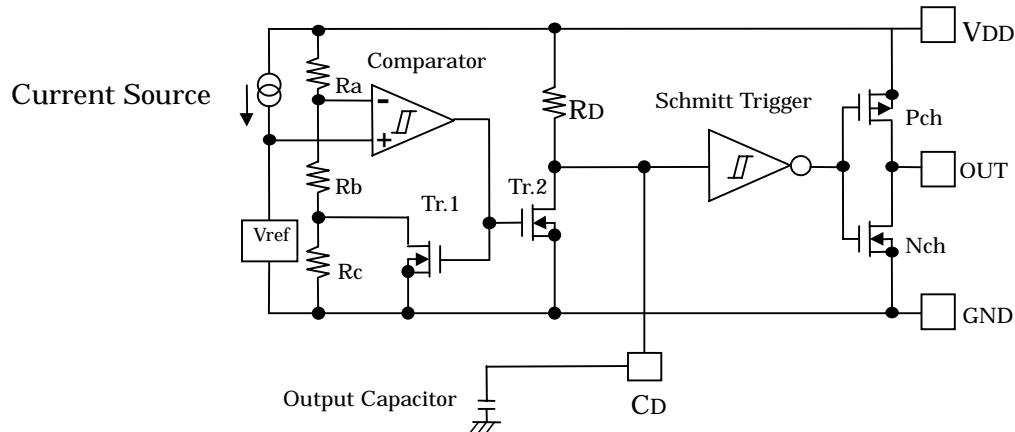 VDD
Comparator
Current Source
Ra
-
+
RD
Schmitt Trigger
Pch
Rb
Tr.1
Tr.2
OUT
Vref
Rc
Nch
GND
Output Capacitor
CD